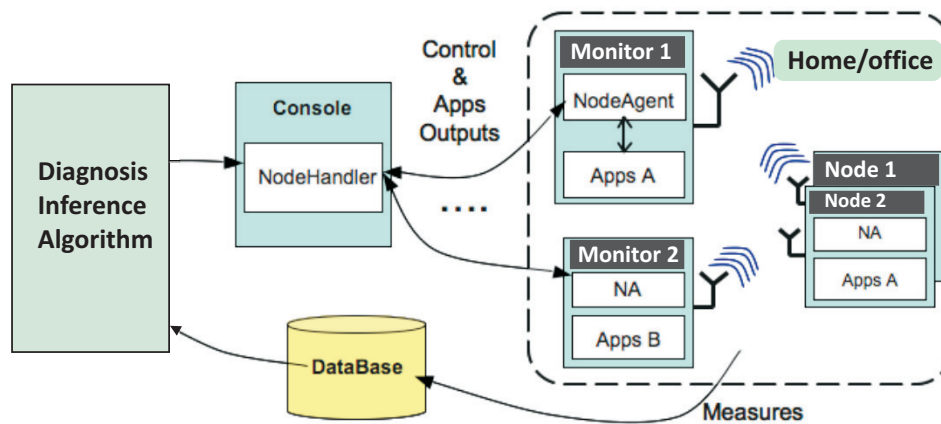 Diagnosis
Inference
Algorithm
Console
NodeHandler
Control
&
Apps
Outputs
....
DataBase
Measures
Monitor 1
NodeAgent
Apps A
Monitor 2
NA
Apps B
Home/office
Node 1
Node 2
NA
Apps A